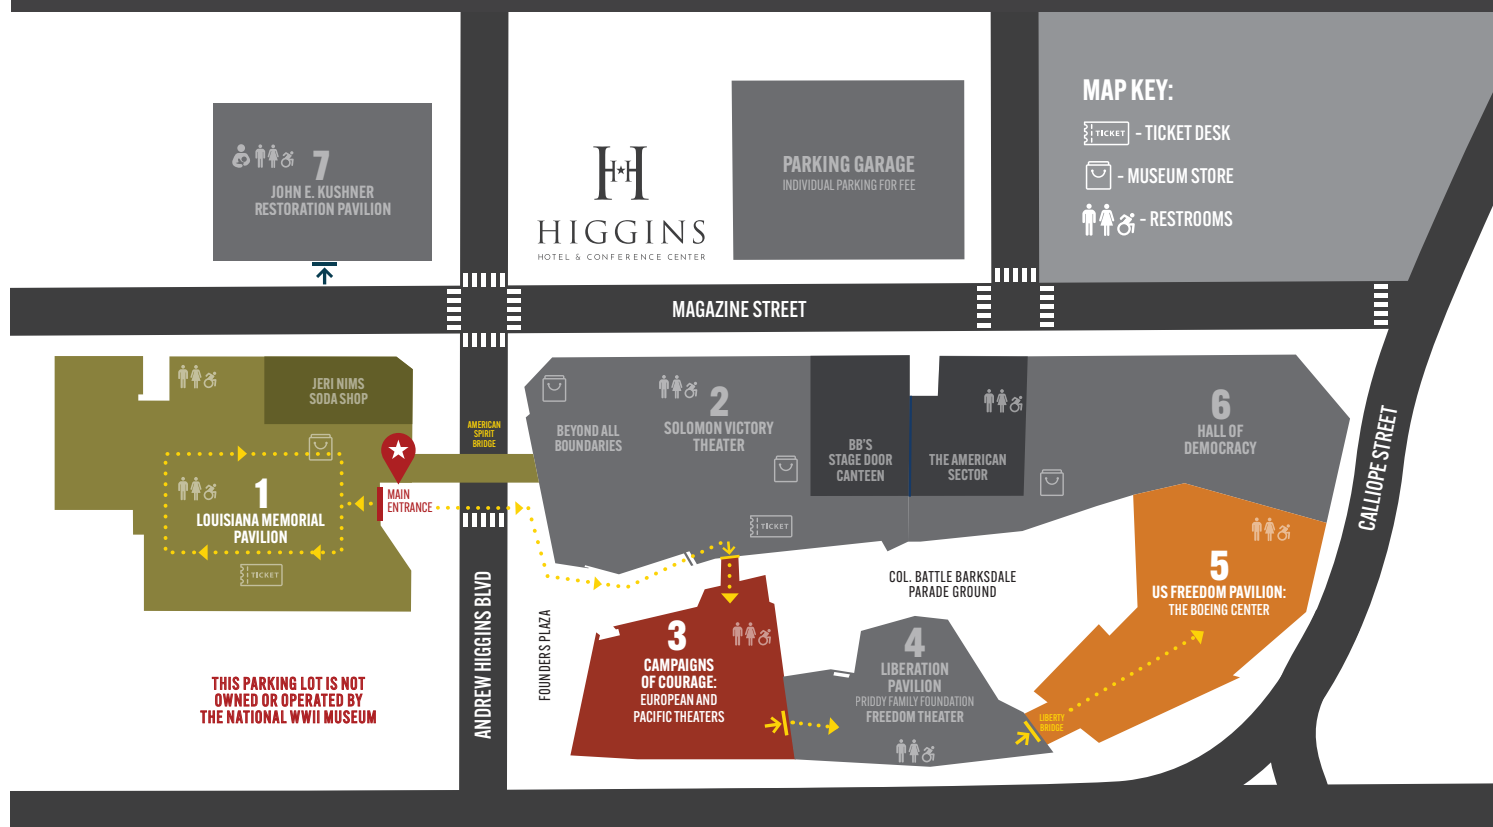 MAP KEY:
TICKET
- TICKET DESK
- MUSEUM STORE
- RESTROOMS
7
JOHN E. KUSHNER
RESTORATION PAVILION
H★H
HIGGINS
HOTEL & CONFERENCE CENTER
PARKING GARAGE
INDIVIDUAL PARKING FOR FEE
MAGAZINE STREET
JERI NIMS
SODA SHOP
AMERICAN
SPIRIT
BRIDGE
MAIN
ENTRANCE
1
LOUISIANA MEMORIAL
PAVILION
TICKET
BEYOND ALL
BOUNDARIES
2
SOLOMON VICTORY
THEATER
TICKET
BB'S
STAGE DOOR
CANTEEN
THE AMERICAN
SECTOR
6
HALL OF
DEMOCRACY
CALLIOPE STREET
COL. BATTLE BARKSDALE
PARADE GROUND
5
US FREEDOM PAVILION:
THE BOEING CENTER
ANDREW HIGGINS BLVD
FOUNDERS PLAZA
3
CAMPAIGNS
OF COURAGE:
EUROPEAN AND
PACIFIC THEATERS
4
LIBERATION
PAVILION
PRIDDY FAMILY FOUNDATION
FREEDOM THEATER
LIBERTY
BRIDGE
THIS PARKING LOT IS NOT
OWNED OR OPERATED BY
THE NATIONAL WWII MUSEUM